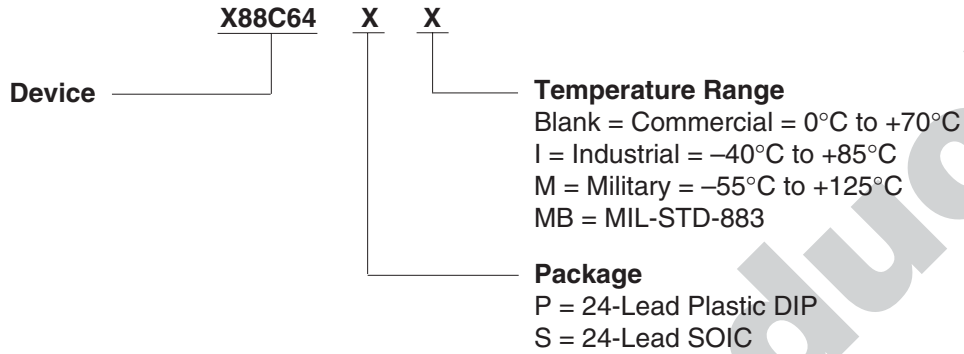 X88C64 X X
Device
Temperature Range
Blank = Commercial = 0°C to +70°C
I = Industrial = –40°C to +85°C
M = Military = –55°C to +125°C
MB = MIL-STD-883
Package
P = 24-Lead Plastic DIP
S = 24-Lead SOIC